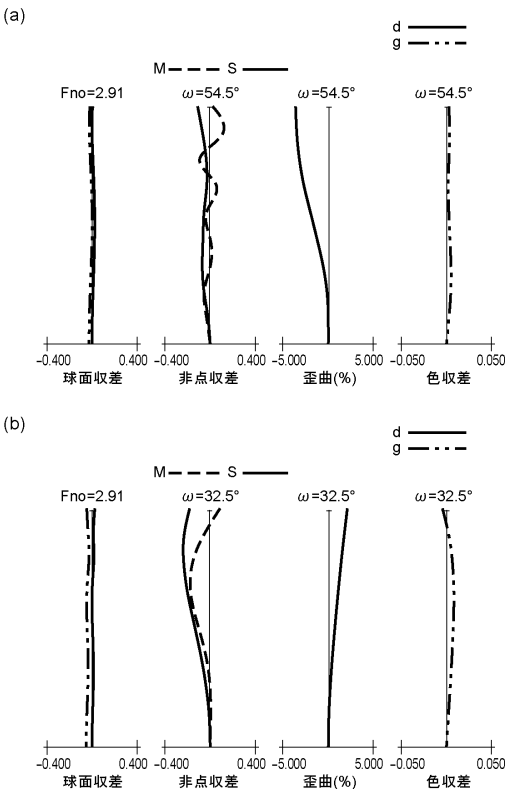 (a)
d
g
M S
Fno=2.91 ω=54.5° ω=54.5° ω=54.5°
-0.400 0.400 -0.400 0.400 -5.000 5.000 -0.050 0.050
球面収差 非点収差 歪曲(%) 色収差
(b)
d
g
M S
Fno=2.91 ω=32.5° ω=32.5° ω=32.5°
-0.400 0.400 -0.400 0.400 -5.000 5.000 -0.050 0.050
球面収差 非点収差 歪曲(%) 色収差